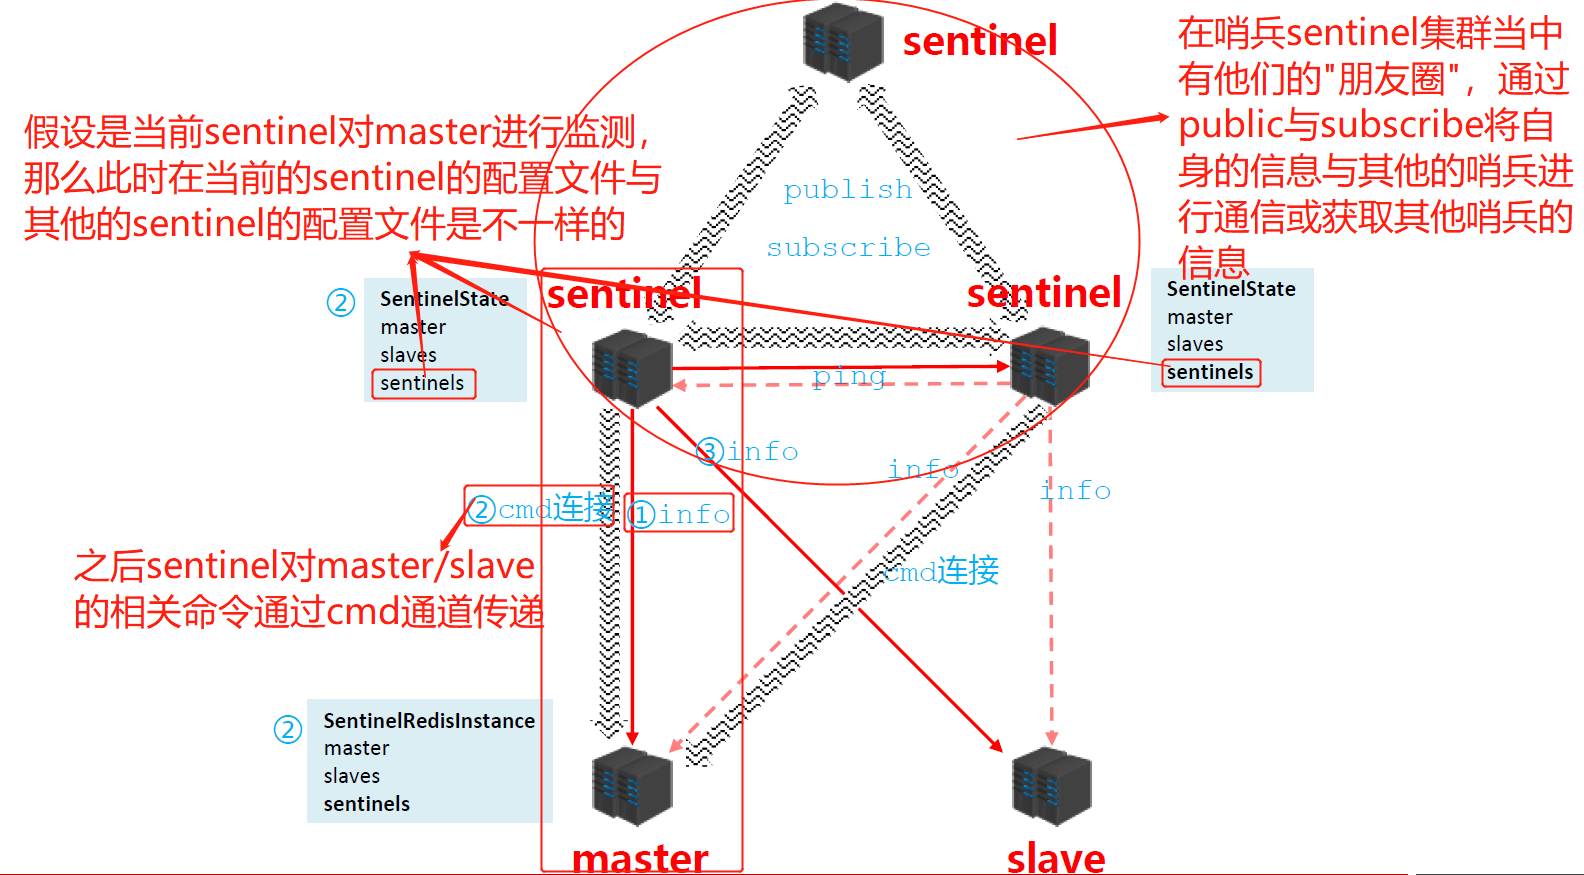 sentinel
在哨兵sentinel集群当中
有他们的"朋友圈"，通过
public与subscribe将自
身的信息与其他的哨兵进
行通信或获取其他哨兵的
信息
假设是当前sentinel对master进行监测，
那么此时在当前的sentinel的配置文件与
其他的sentinel的配置文件是不一样的
publish
subscribe
②
SentinelState
master
slaves
sentinels
sentinel
sentinel
SentinelState
master
slaves
sentinels
ping
③info
info
info
②cmd连接
①info
cmd连接
之后sentinel对master/slave
的相关命令通过cmd通道传递
②
SentinelRedisInstance
master
slaves
sentinels
master
slave